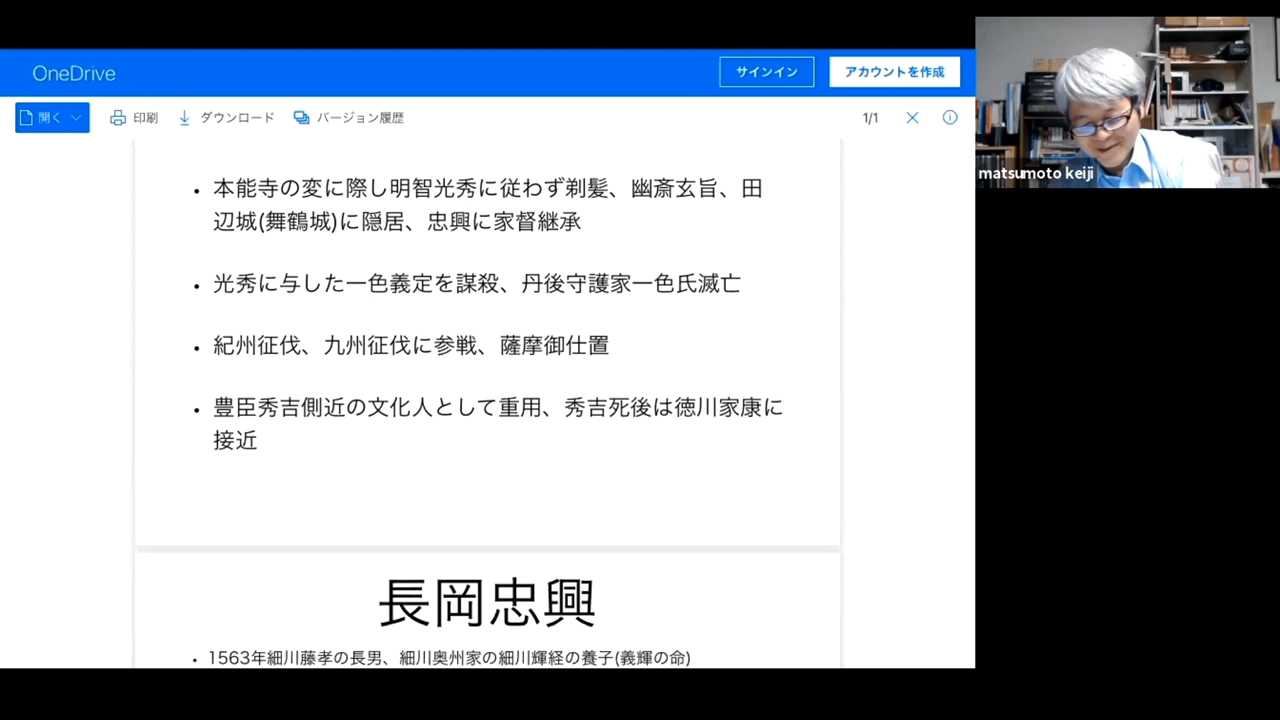 OneDrive
サインイン
アカウントを作成
開く
印刷
ダウンロード
バージョン履歴
1/1
matsumoto keiji
・本能寺の変に際し明智光秀に従わず剃髪、幽斎玄旨、田
辺城(舞鶴城)に隠居、忠興に家督継承
・光秀に与した一色義定を謀殺、丹後守護家一色氏滅亡
・紀州征伐、九州征伐に参戦、薩摩御仕置
・豊臣秀吉側近の文化人として重用、秀吉死後は徳川家康に
接近
長岡忠興
・1563年細川藤孝の長男、細川奥州家の細川輝経の養子(義輝の命)